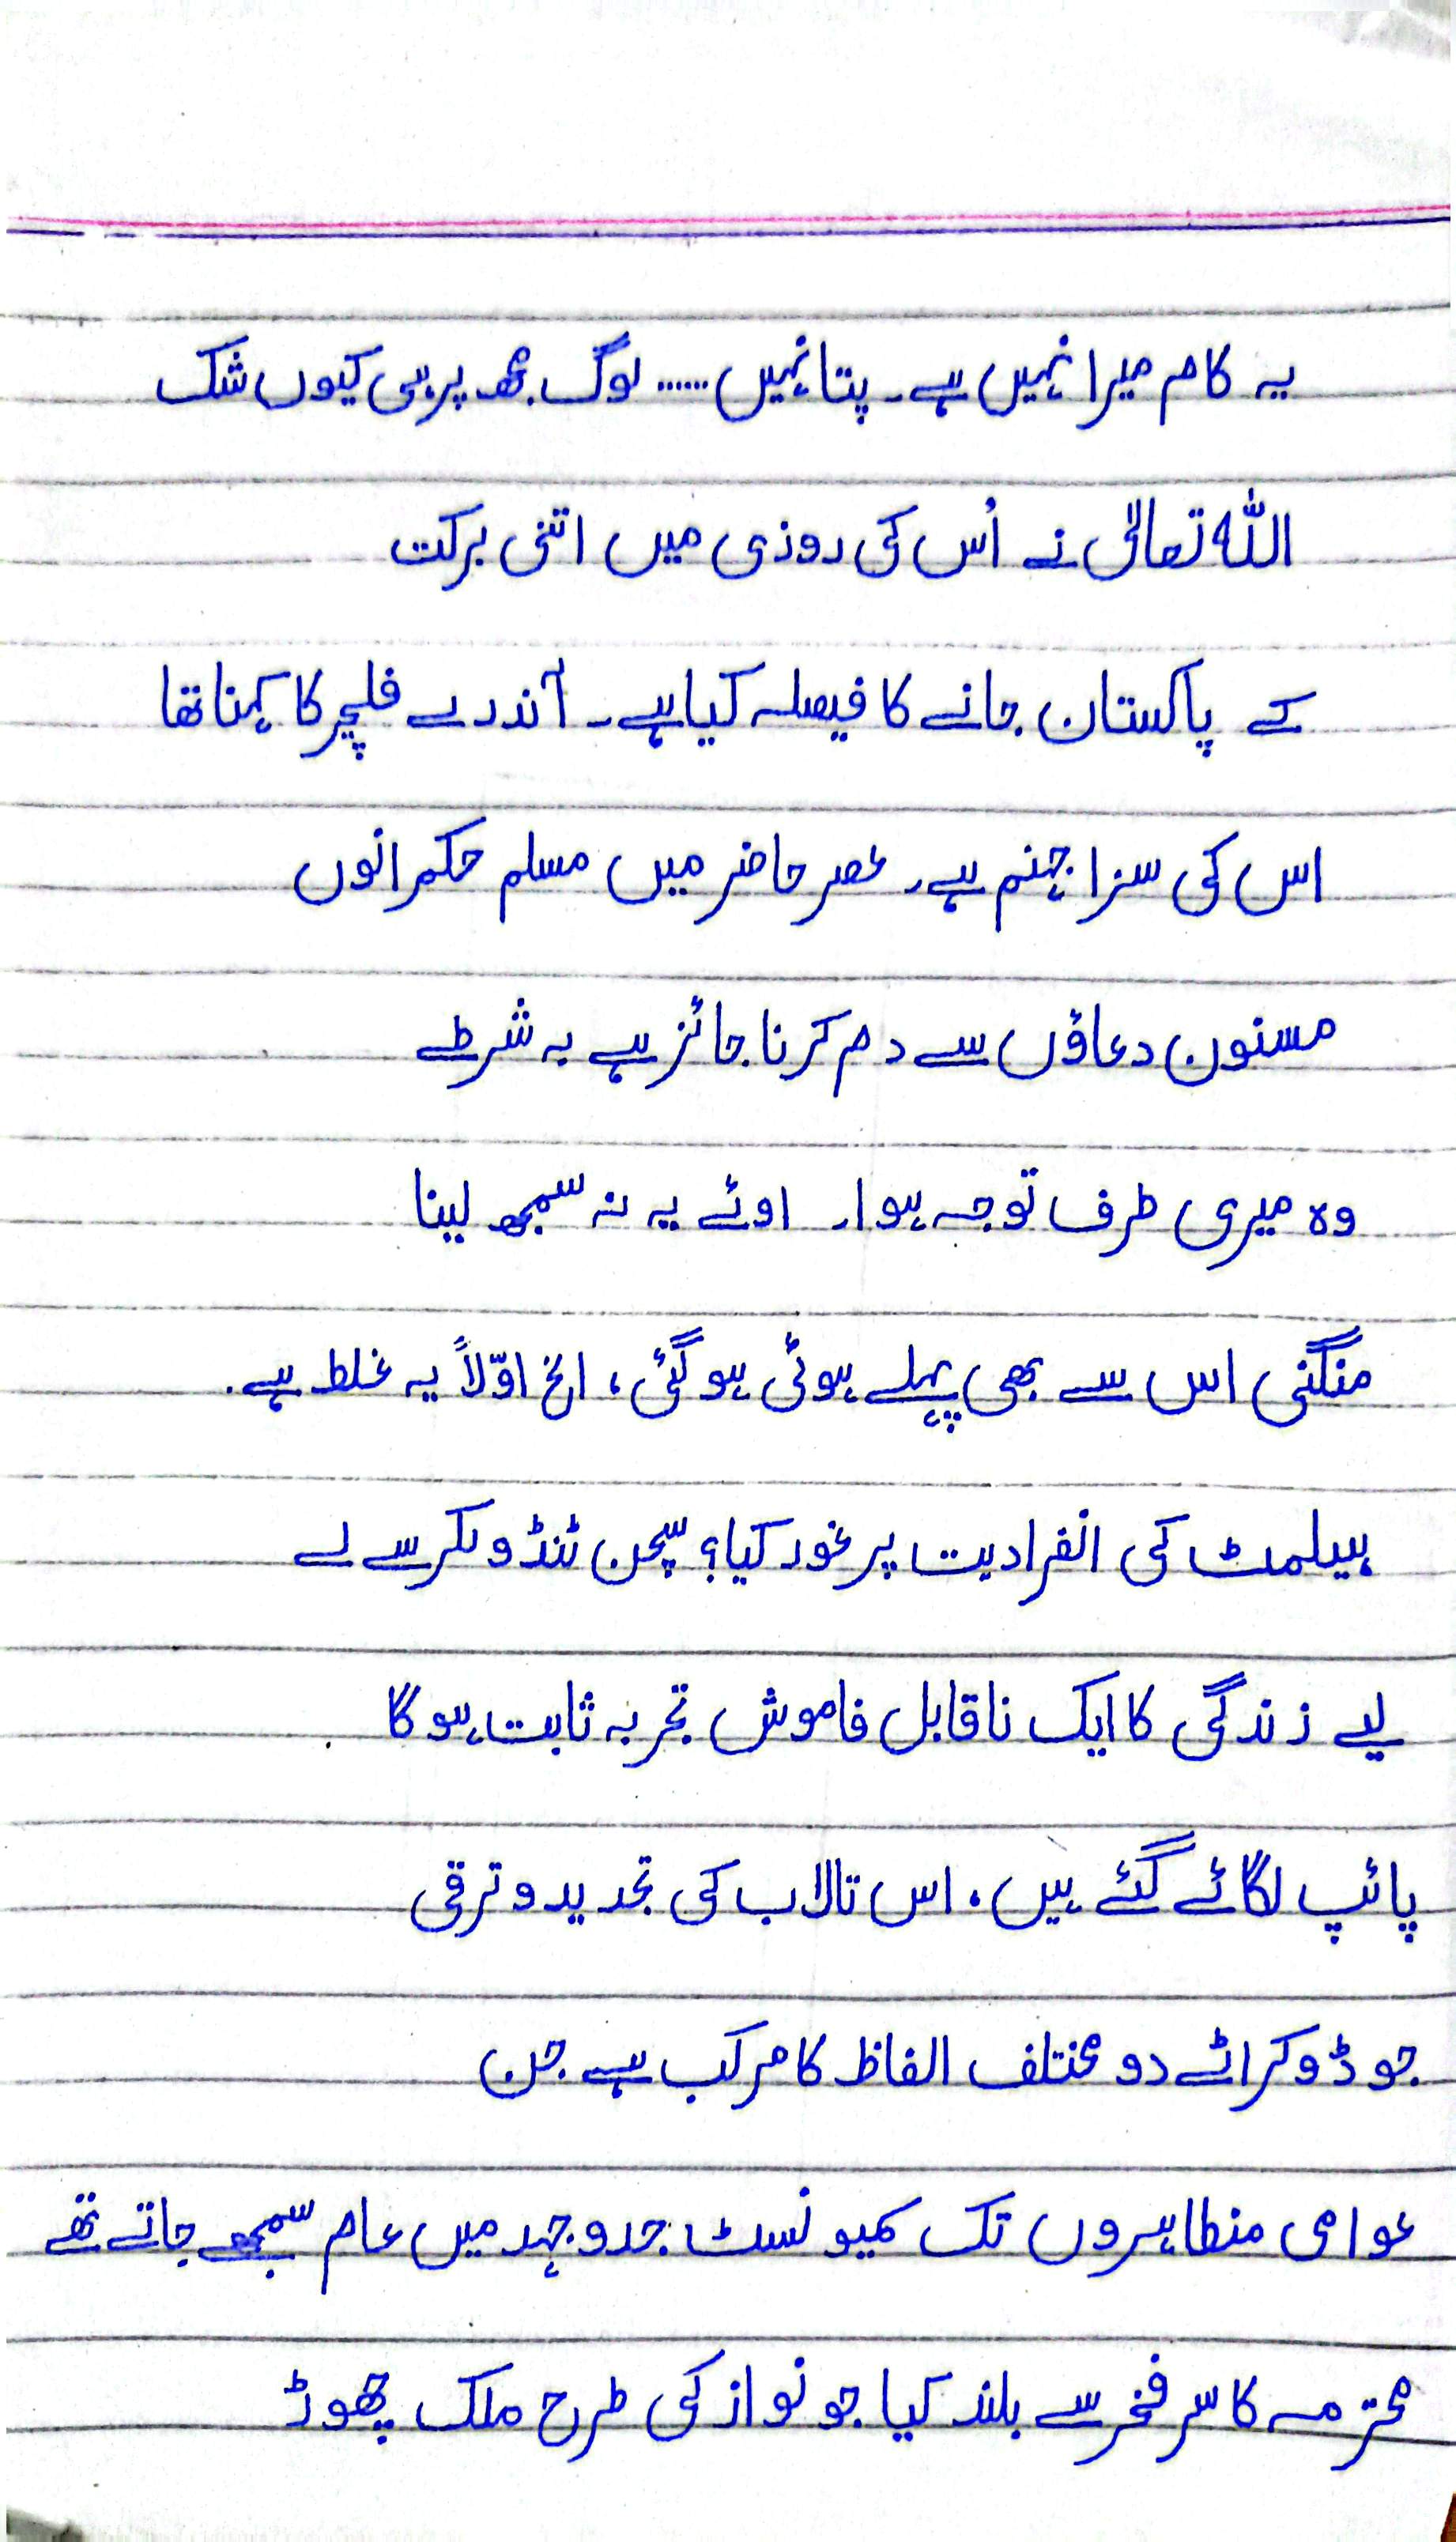 یہ کام میرا نہیں ہے۔ پتا نہیں ...... لوگ مجھ پر ہی کیوں شک
اللہ تعالیٰ نے اُس کی روزی میں اتنی برکت
کے پاکستان جانے کا فیصلہ کیا ہے۔ آندرے فلیچر کا کہنا تھا
اس کی سزا جہنم ہے۔ عصر حاضر میں مسلم حکمرانوں
مسنون دعاؤں سے دم کرنا جائز ہے بہ شرطے
وہ میری طرف توجہ ہوا۔ اوئے یہ نہ سمجھ لینا
منگنی اس سے بھی پہلے ہوئی ہو گئی، الخ اوّلاً یہ غلط ہے۔
ہیلمٹ کی انفرادیت پر غور کیا؟ سچن ٹنڈولکر سے لے
لیے زندگی کا ایک ناقابل فاموش تجربہ ثابت ہو گا
پائپ لگائے گئے ہیں، اس تالاب کی تجدید و ترقی
جو ڈوکرائے دو مختلف الفاظ کا مرکب ہے جن
عوامی منظاہروں تک کمیونسٹ جدوجہد میں عام سمجھے جاتے تھے
محترمہ کا سر فخر سے بلند کیا جو نواز کی طرح ملک چھوڈ